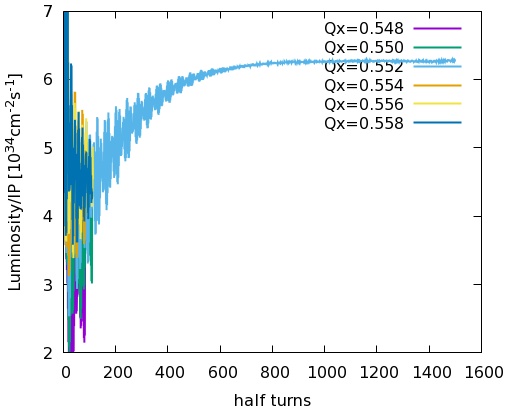 7
6
5
4
3
2
Luminosity/IP [10^34cm^-2s^-1]
Qx=0.548
Qx=0.550
Qx=0.552
Qx=0.554
Qx=0.556
Qx=0.558
0 200 400 600 800 1000 1200 1400 1600
half turns